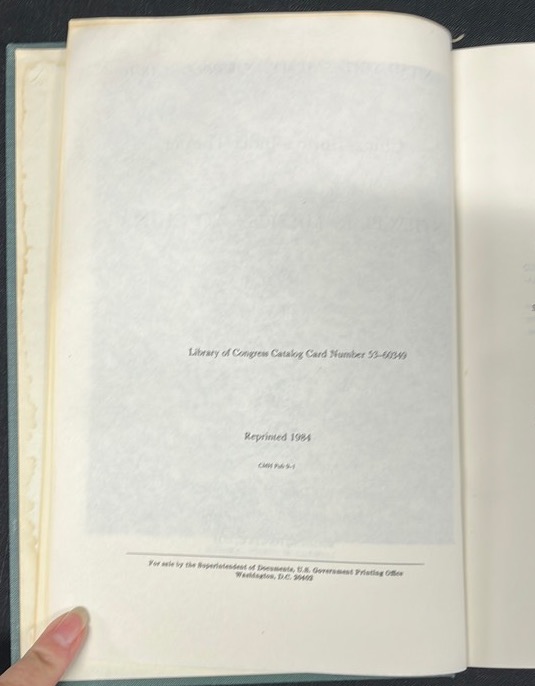 Library of Congress Catalog Card Number 53-60349
Reprinted 1984
CMH Pub 9-1
For sale by the Superintendent of Documents, U.S. Government Printing Office
Washington, D.C. 20402